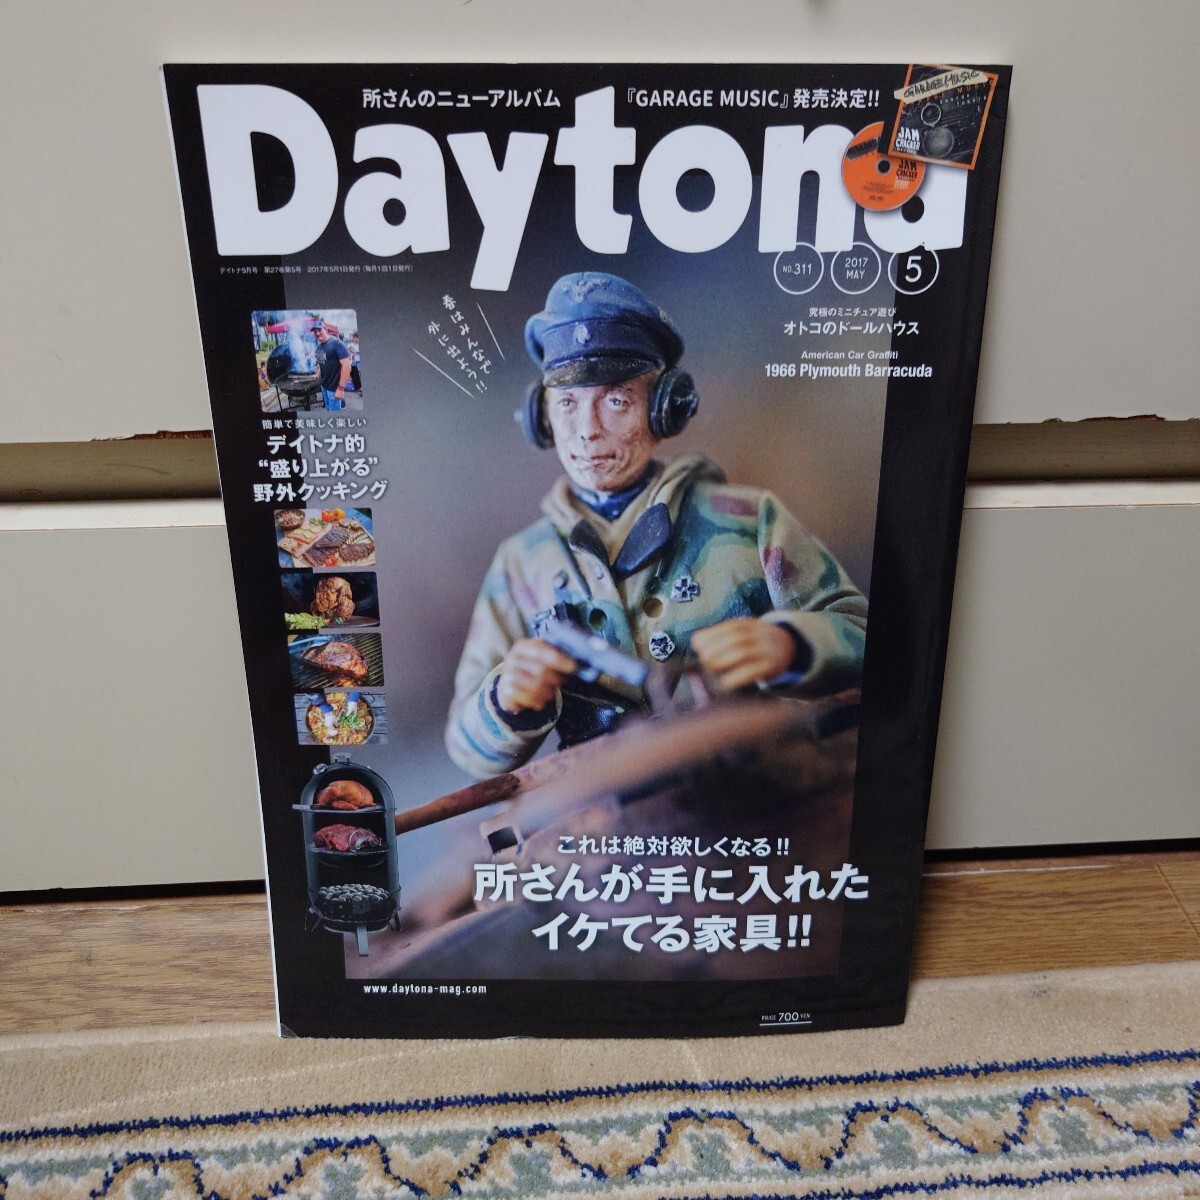 所さんのニューアルバム 『GARAGE MUSIC』発売決定!!
Daytona
GARAGE MUSIC
JAM
CRACKER
JAM
CRACKER
デイトナ5月号 第27巻第5号 2017年5月1日発行(毎月1回1日発行)
NO.311
2017
MAY
5
春はみんなで
外に出よう!!
究極のミニチュア遊び
オトコのドールハウス
American Car Graffiti
1966 Plymouth Barracuda
簡単で美味しく楽しい
デイトナ的
“盛り上がる”
野外クッキング
これは絶対欲しくなる!!
所さんが手に入れた
イケてる家具!!
www.daytona-mag.com
PRICE 700 YEN